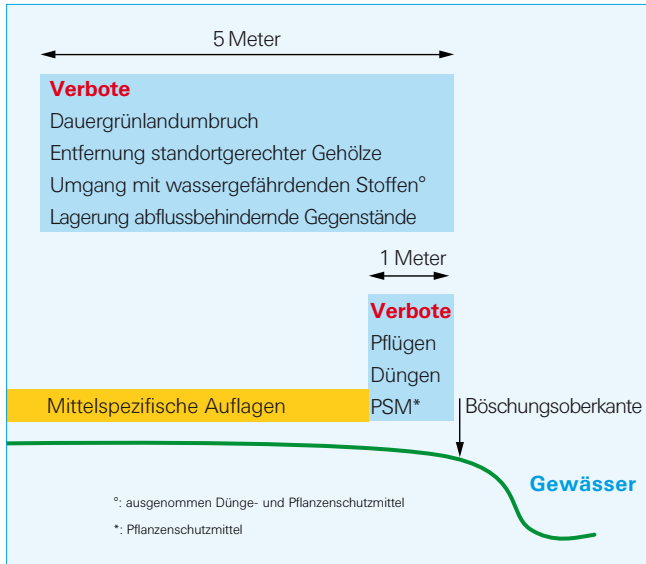 5 Meter
Verbote
Dauergrünlandumbruch
Entfernung standortgerechter Gehölze
Umgang mit wassergefährdenden Stoffen°
Lagerung abflussbehindernde Gegenstände
1 Meter
Verbote
Pflügen
Düngen
PSM*
Mittelspezifische Auflagen
Böschungsoberkante
Gewässer
°: ausgenommen Dünge- und Pflanzenschutzmittel
*: Pflanzenschutzmittel